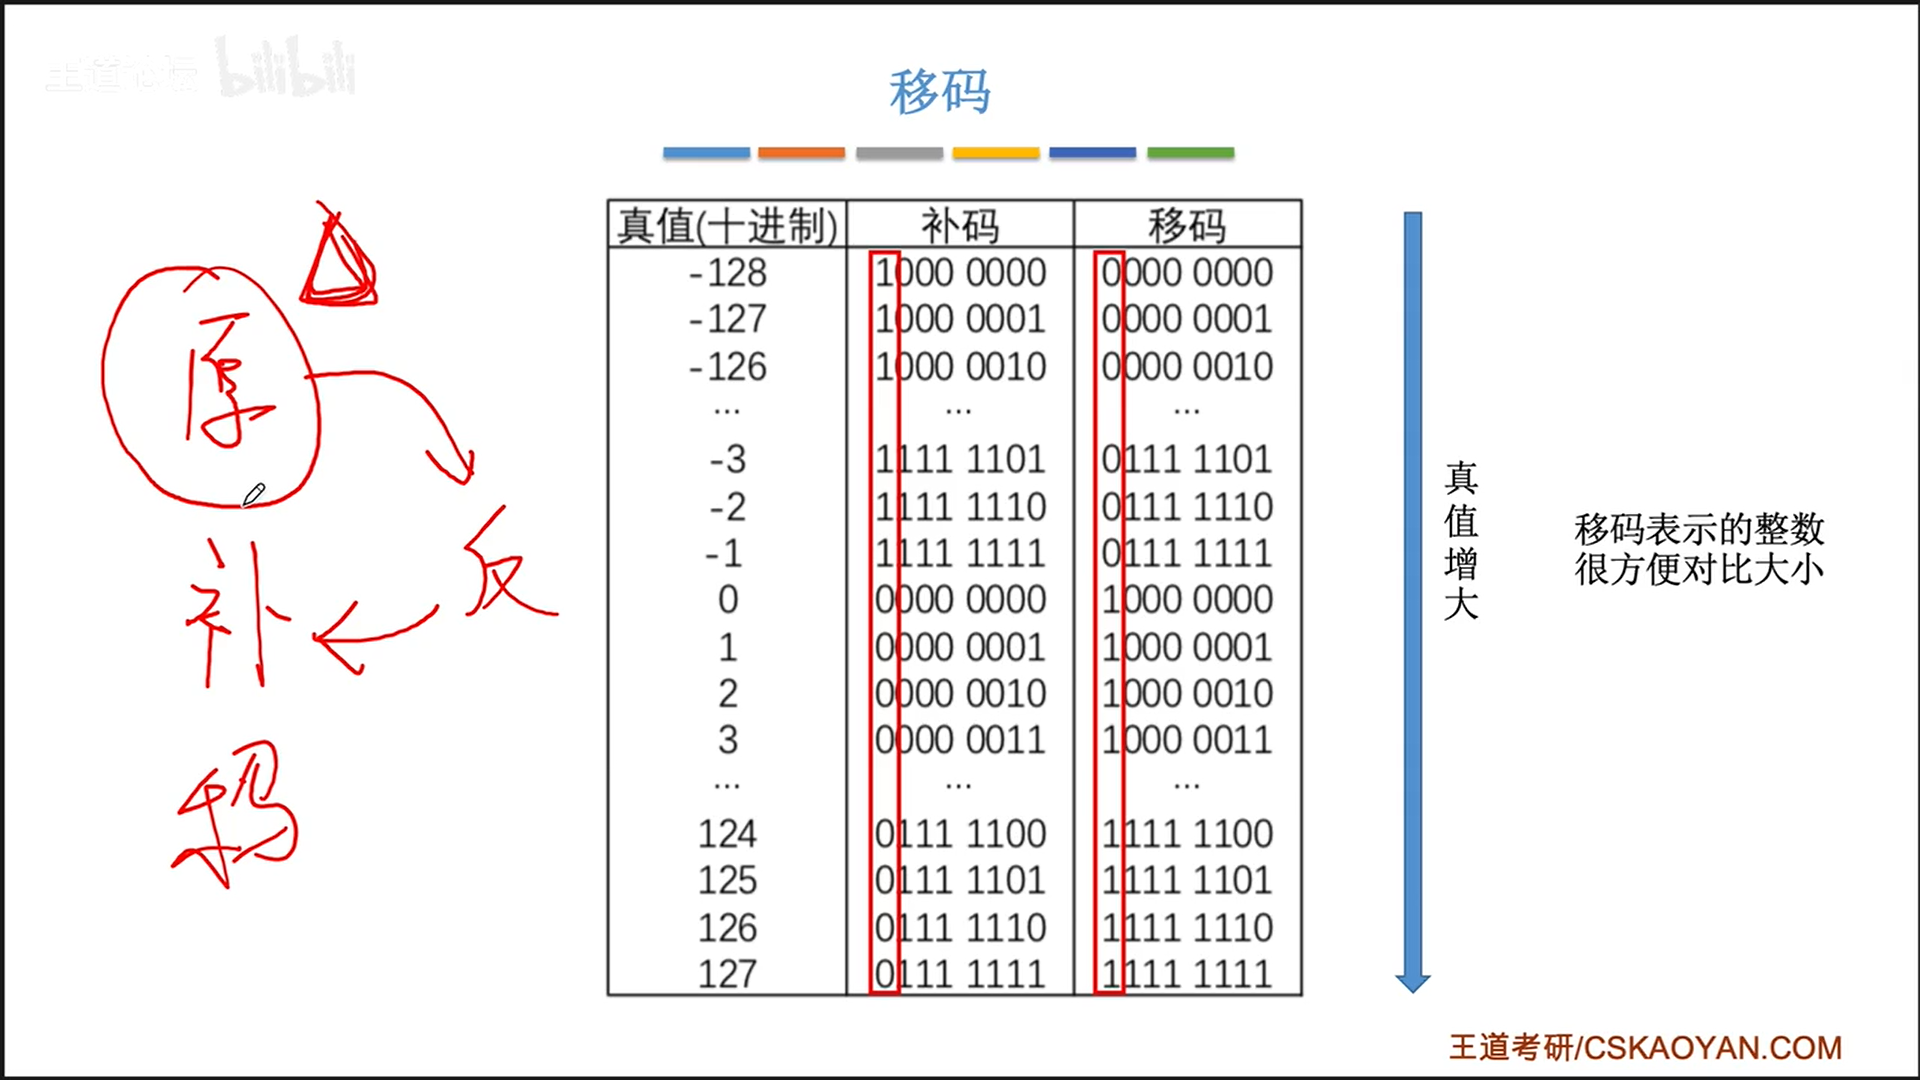 王道论坛 bilibili
移码
真值(十进制) 补码 移码
-128 1000 0000 0000 0000
-127 1000 0001 0000 0001
-126 1000 0010 0000 0010
... ... ...
-3 1111 1101 0111 1101
-2 1111 1110 0111 1110
-1 1111 1111 0111 1111
0 0000 0000 1000 0000
1 0000 0001 1000 0001
2 0000 0010 1000 0010
3 0000 0011 1000 0011
... ... ...
124 0111 1100 1111 1100
125 0111 1101 1111 1101
126 0111 1110 1111 1110
127 0111 1111 1111 1111
原
反
补
移
真值增大
移码表示的整数
很方便对比大小
王道考研/CSKAOYAN.COM